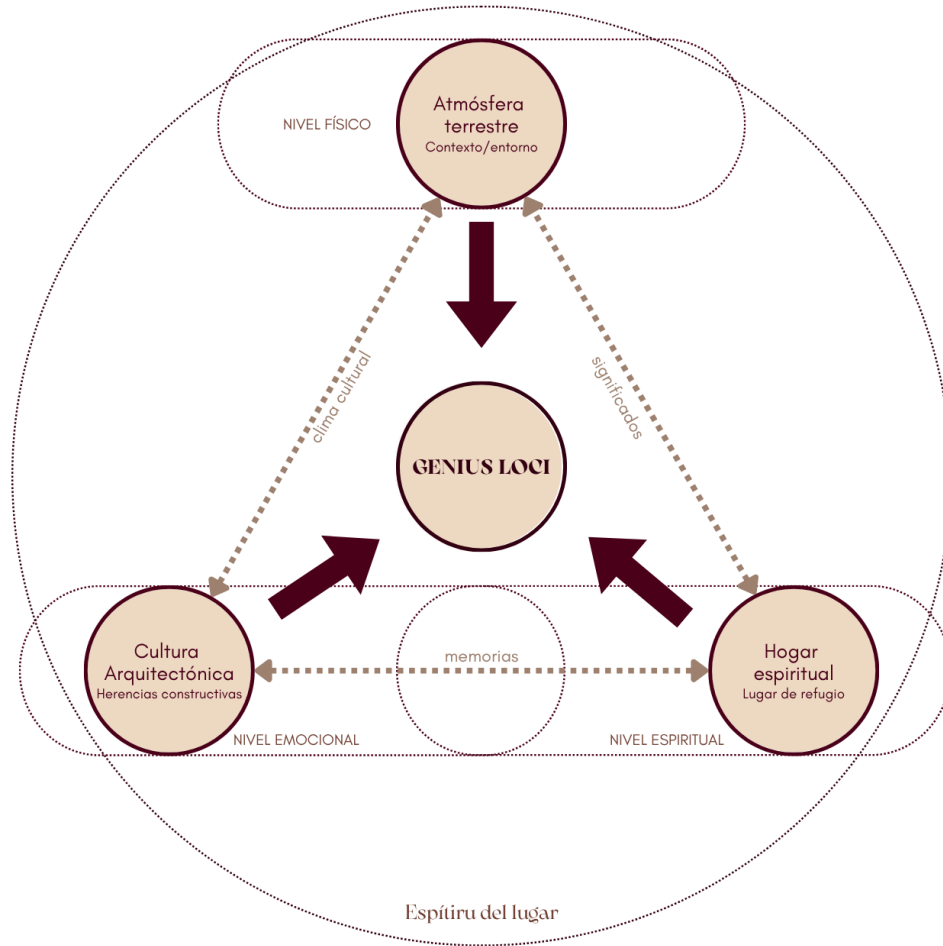 Atmósfera
terrestre
Contexto/entorno
NIVEL FÍSICO
clima cultural
significados
GENIUS LOCI
Cultura
Arquitectónica
Herencias constructivas
memorias
Hogar
espiritual
Lugar de refugio
NIVEL EMOCIONAL
NIVEL ESPIRITUAL
Espítiru del lugar